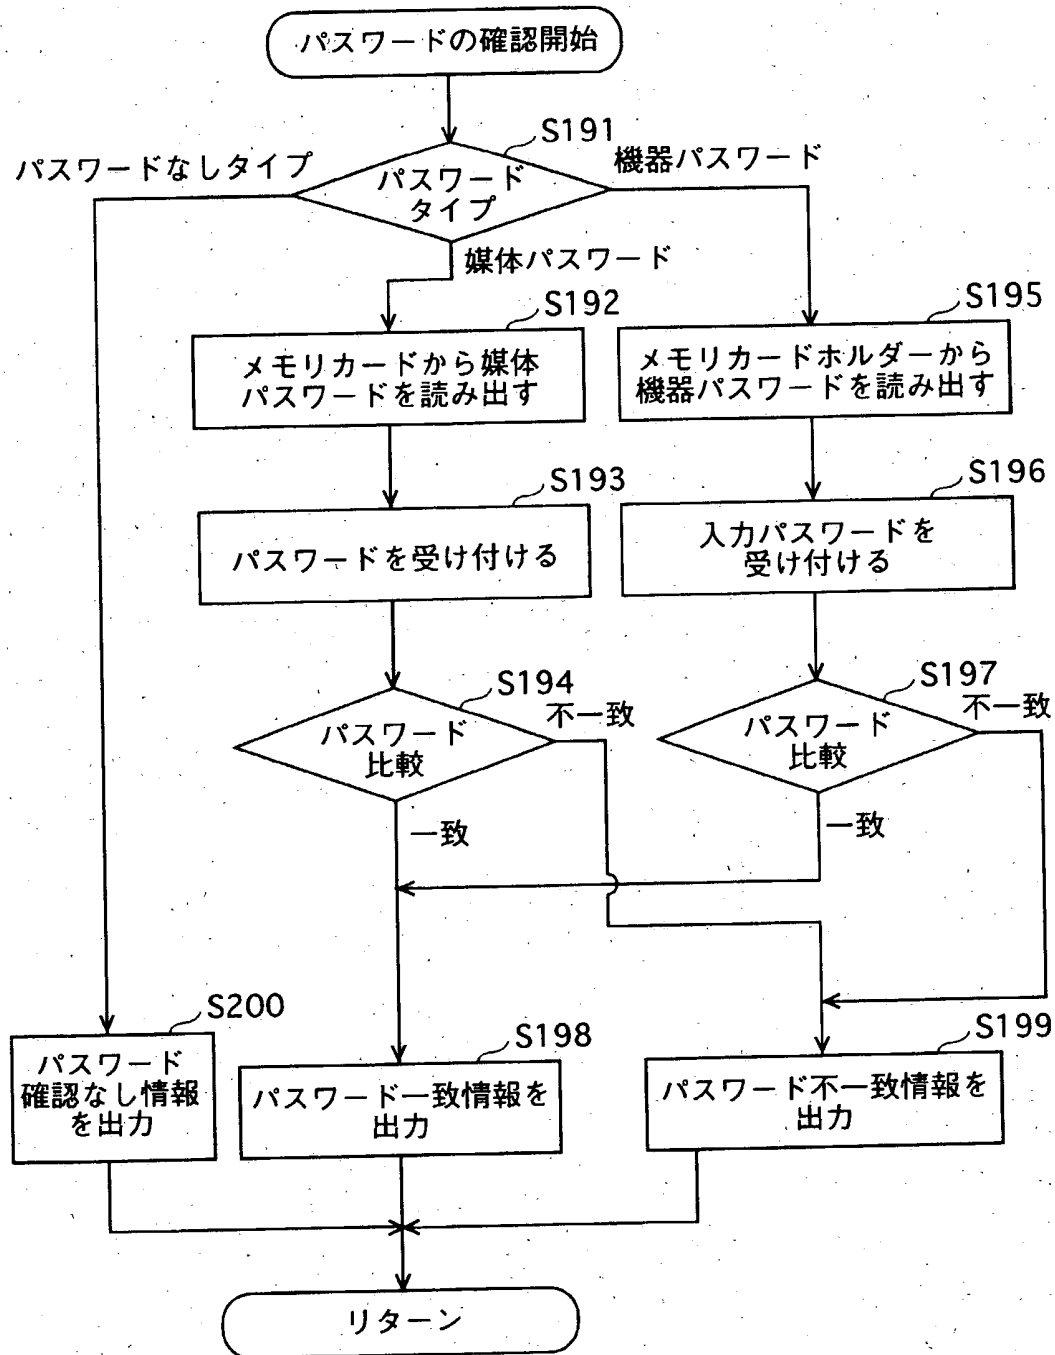 パスワードの確認開始
S191
パスワードなしタイプ
パスワード
タイプ
機器パスワード
媒体パスワード
S192
メモリカードから媒体
パスワードを読み出す
S195
メモリカードホルダーから
機器パスワードを読み出す
S193
パスワードを受け付ける
S196
入力パスワードを
受け付ける
S194
パスワード
比較
不一致
一致
S197
パスワード
比較
不一致
一致
S200
パスワード
確認なし情報
を出力
S198
パスワード一致情報を
出力
S199
パスワード不一致情報を
出力
リターン